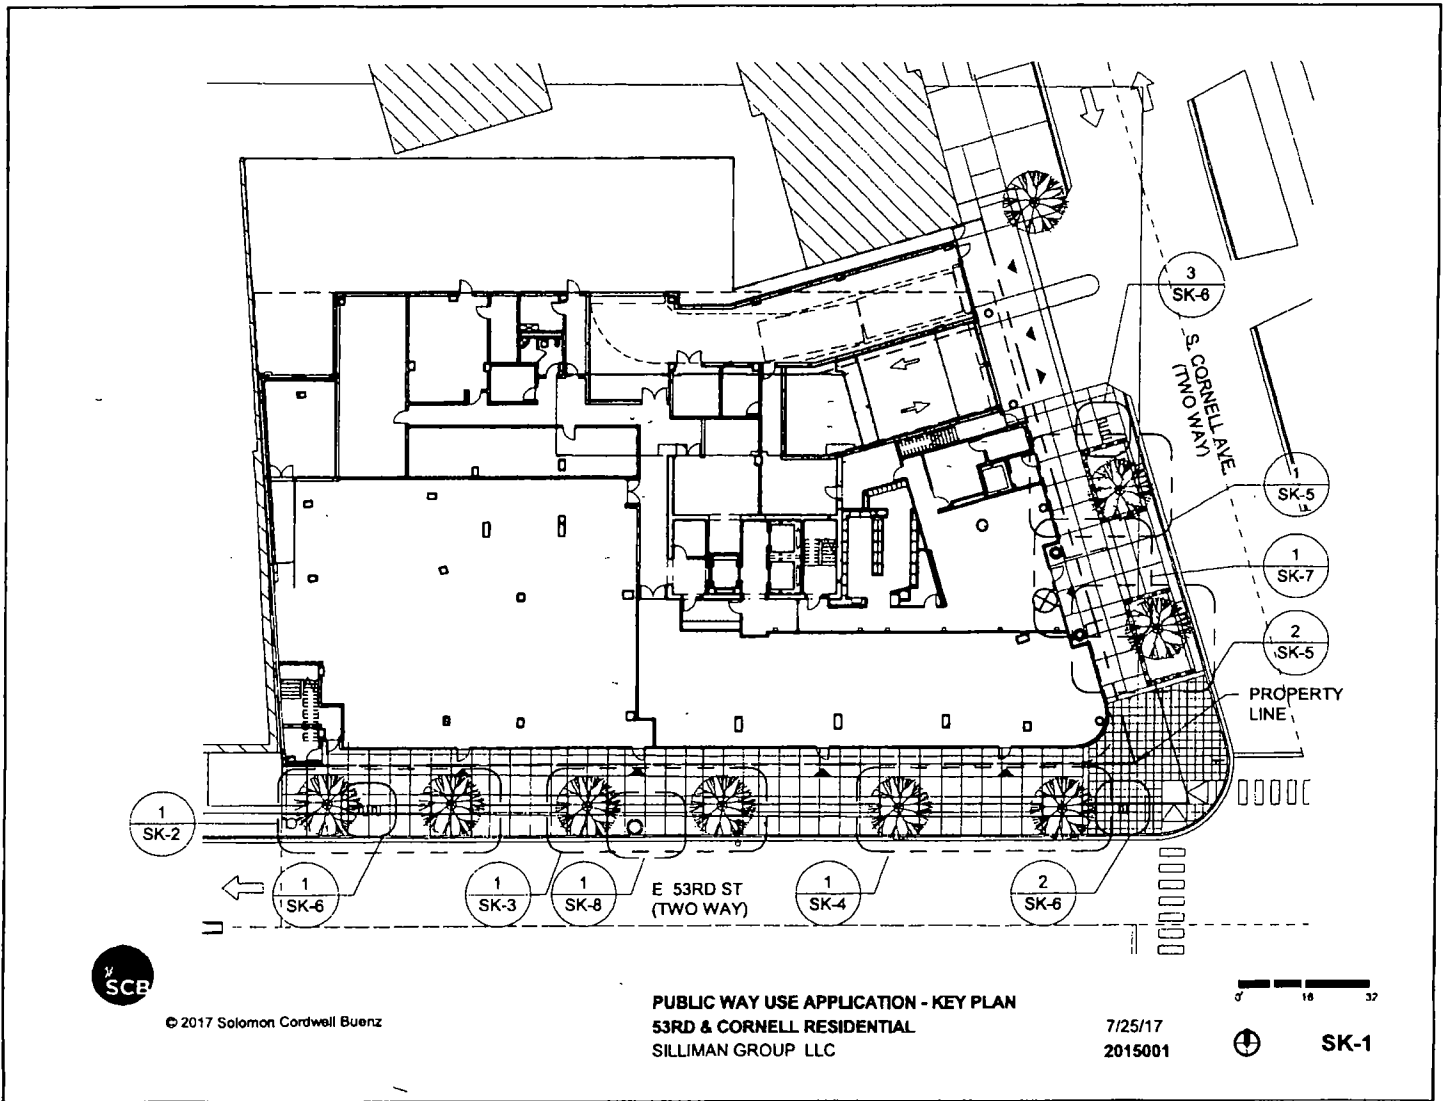 3
SK-6
S. CORNELL AVE.
(TWO WAY)
1
SK-5
1
SK-7
2
SK-5
PROPERTY
LINE
1
SK-2
1
SK-6
1
SK-3
1
SK-8
E 53RD ST
(TWO WAY)
1
SK-4
2
SK-6
SCB
© 2017 Solomon Cordwell Buenz
PUBLIC WAY USE APPLICATION - KEY PLAN
53RD & CORNELL RESIDENTIAL
SILLIMAN GROUP LLC
7/25/17
2015001
0' 16 32
SK-1